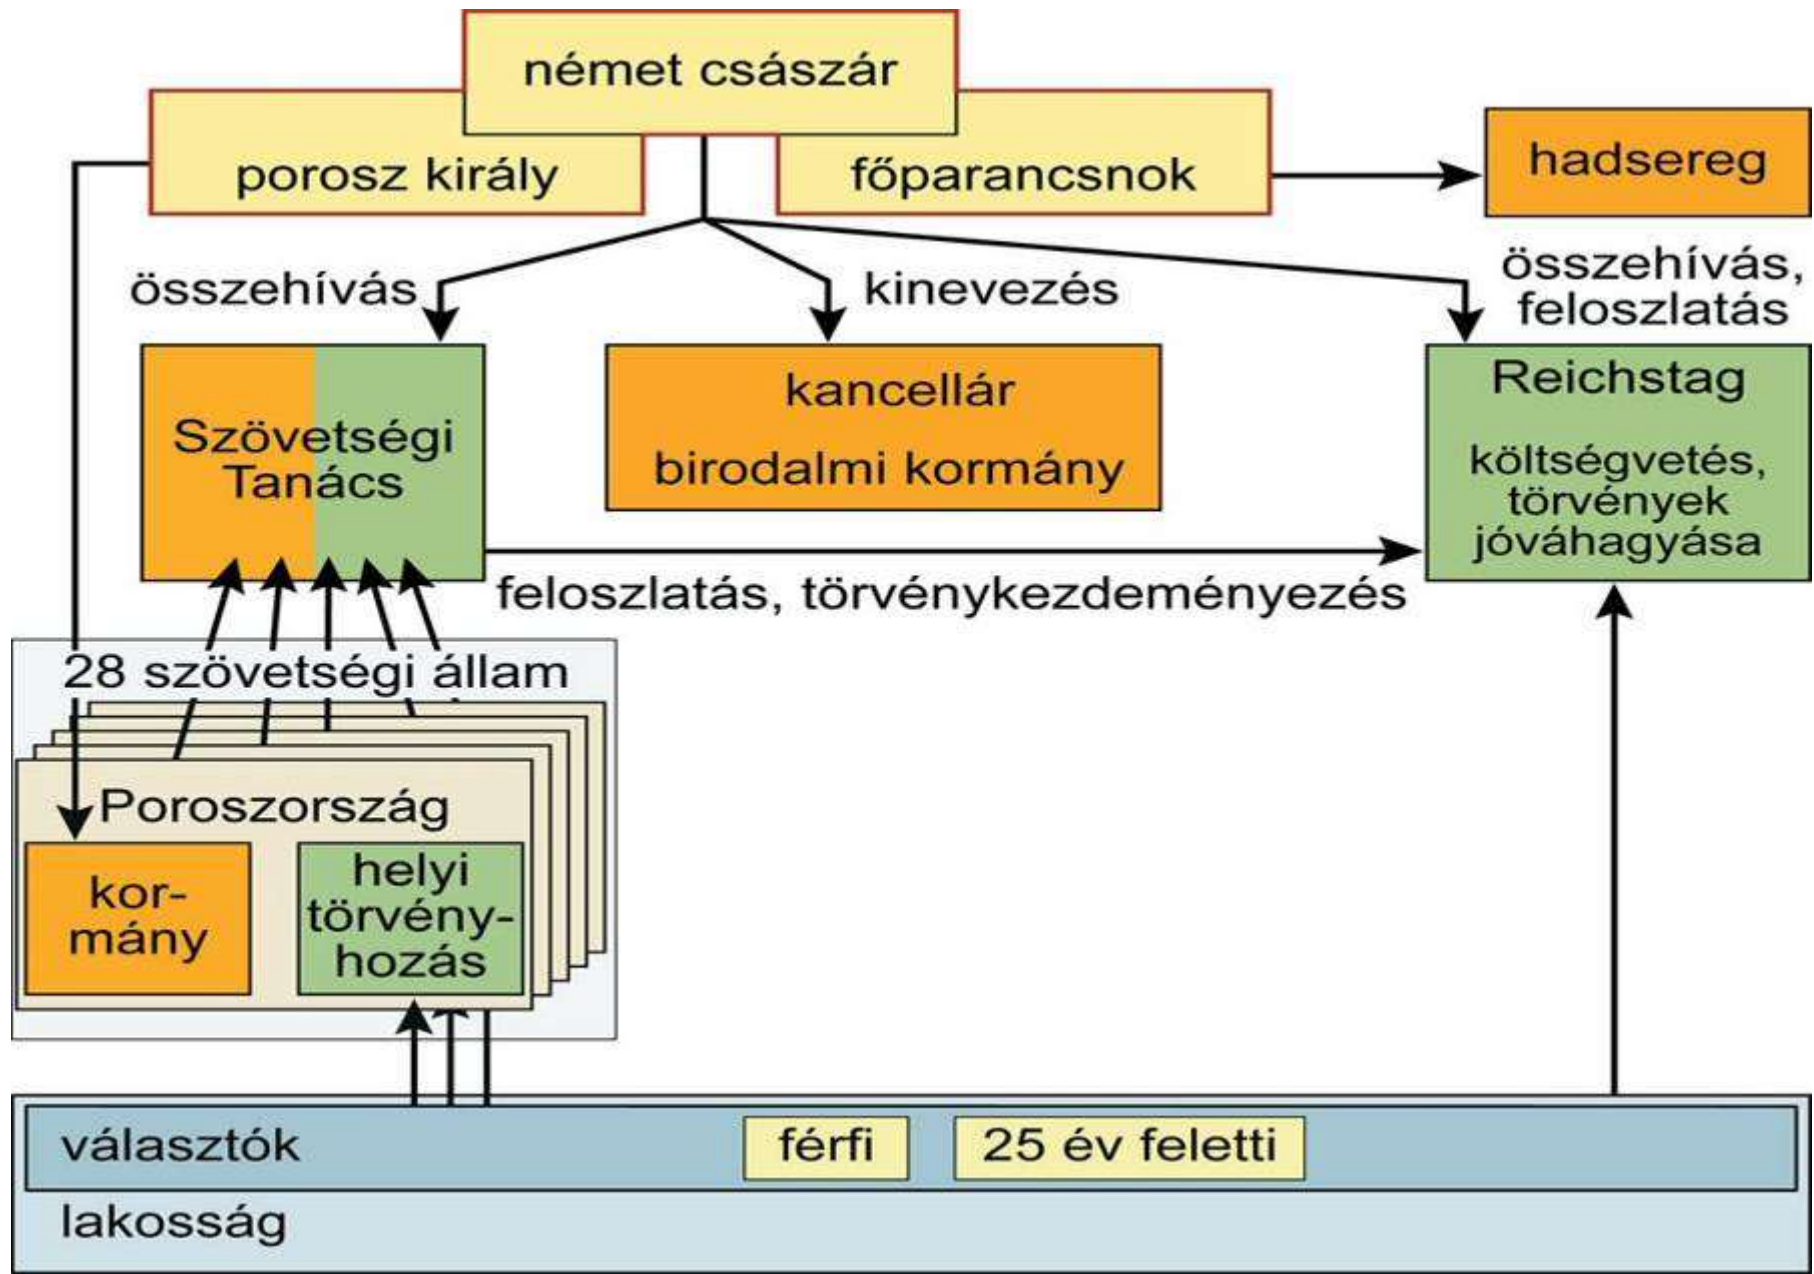 német császár
porosz király
főparancsnok
hadsereg
összehívás
kinevezés
összehívás,
feloszlatás
Szövetségi
Tanács
kancellár
birodalmi kormány
Reichstag
költségvetés,
törvények
jóváhagyása
feloszlatás, törvénykezdeményezés
28 szövetségi állam
Poroszország
kor-
mány
helyi
törvény-
hozás
választók
férfi
25 év feletti
lakosság